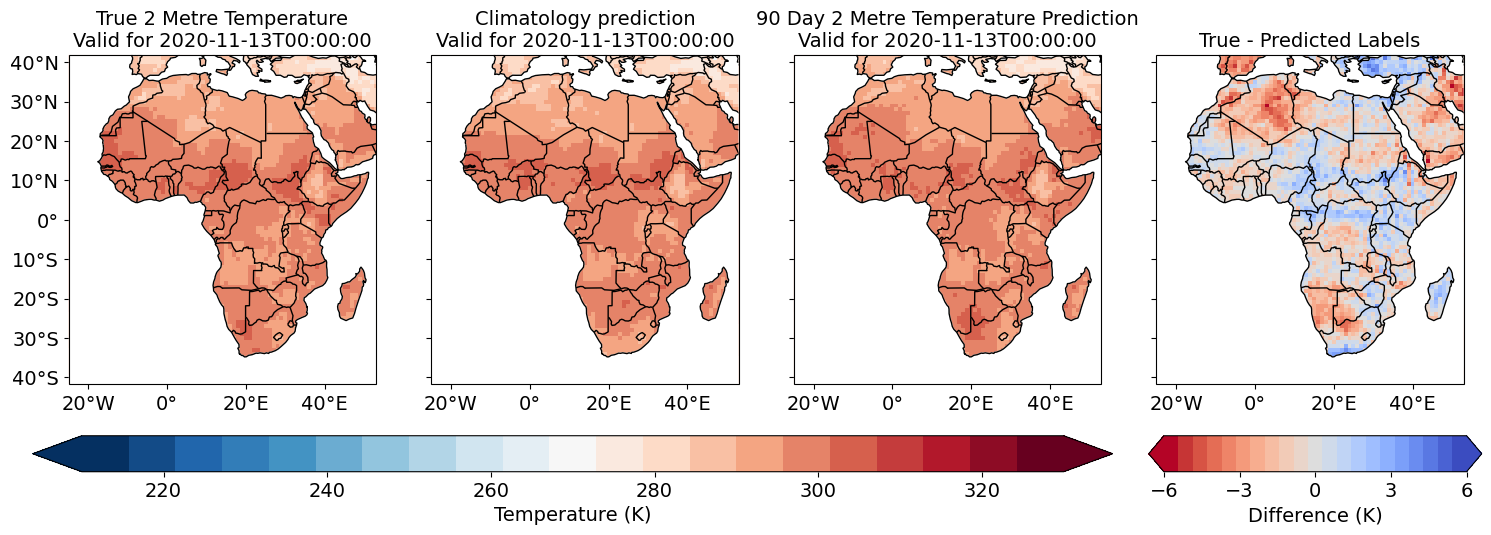 True 2 Metre Temperature
Valid for 2020-11-13T00:00:00
Climatology prediction
Valid for 2020-11-13T00:00:00
90 Day 2 Metre Temperature Prediction
Valid for 2020-11-13T00:00:00
True - Predicted Labels
40°N
30°N
20°N
10°N
0°
10°S
20°S
30°S
40°S
20°W 0° 20°E 40°E
20°W 0° 20°E 40°E
20°W 0° 20°E 40°E
20°W 0° 20°E 40°E
220 240 260 280 300 320
Temperature (K)
−6 −3 0 3 6
Difference (K)